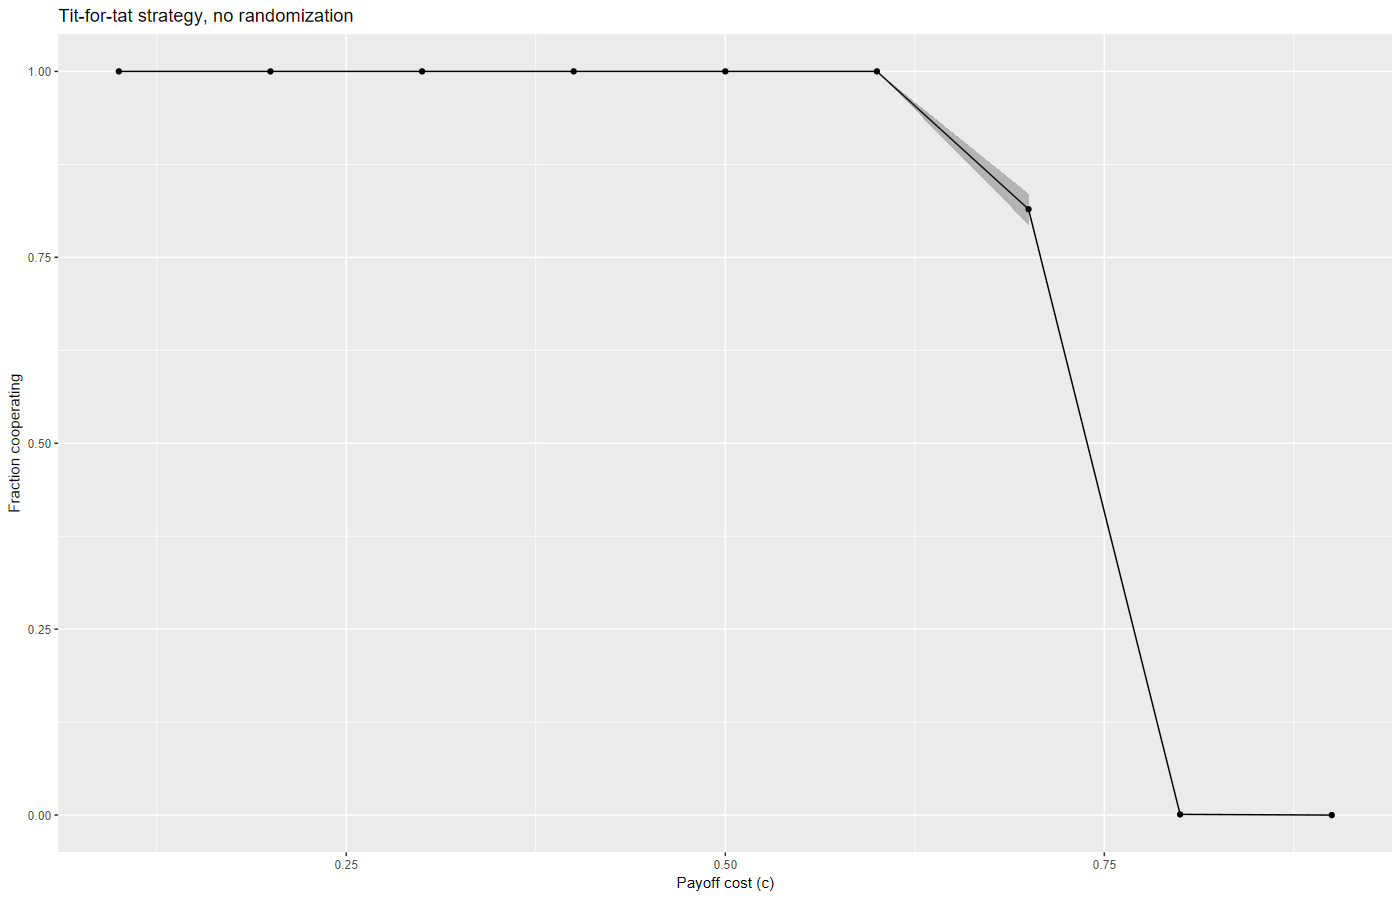 Tit-for-tat strategy, no randomization
1.00
0.75
0.50
0.25
0.00
Fraction cooperating
0.25 0.50 0.75
Payoff cost (c)